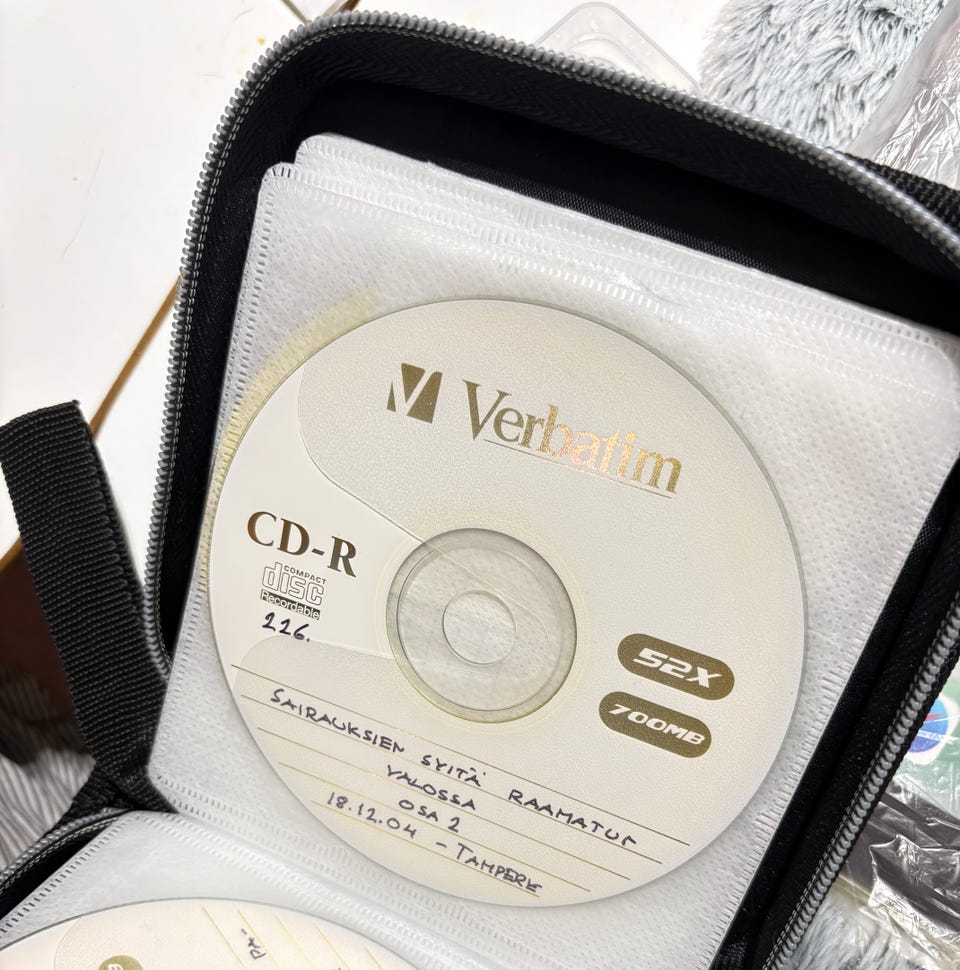 Verbatim
CD-R
COMPACT
disc
Recordable
226.
52X
700MB
SAIRAUKSIEN SYITÄ RAAMATUN
VALOSSA
OSA 2
18.12.04 - TAMPERE